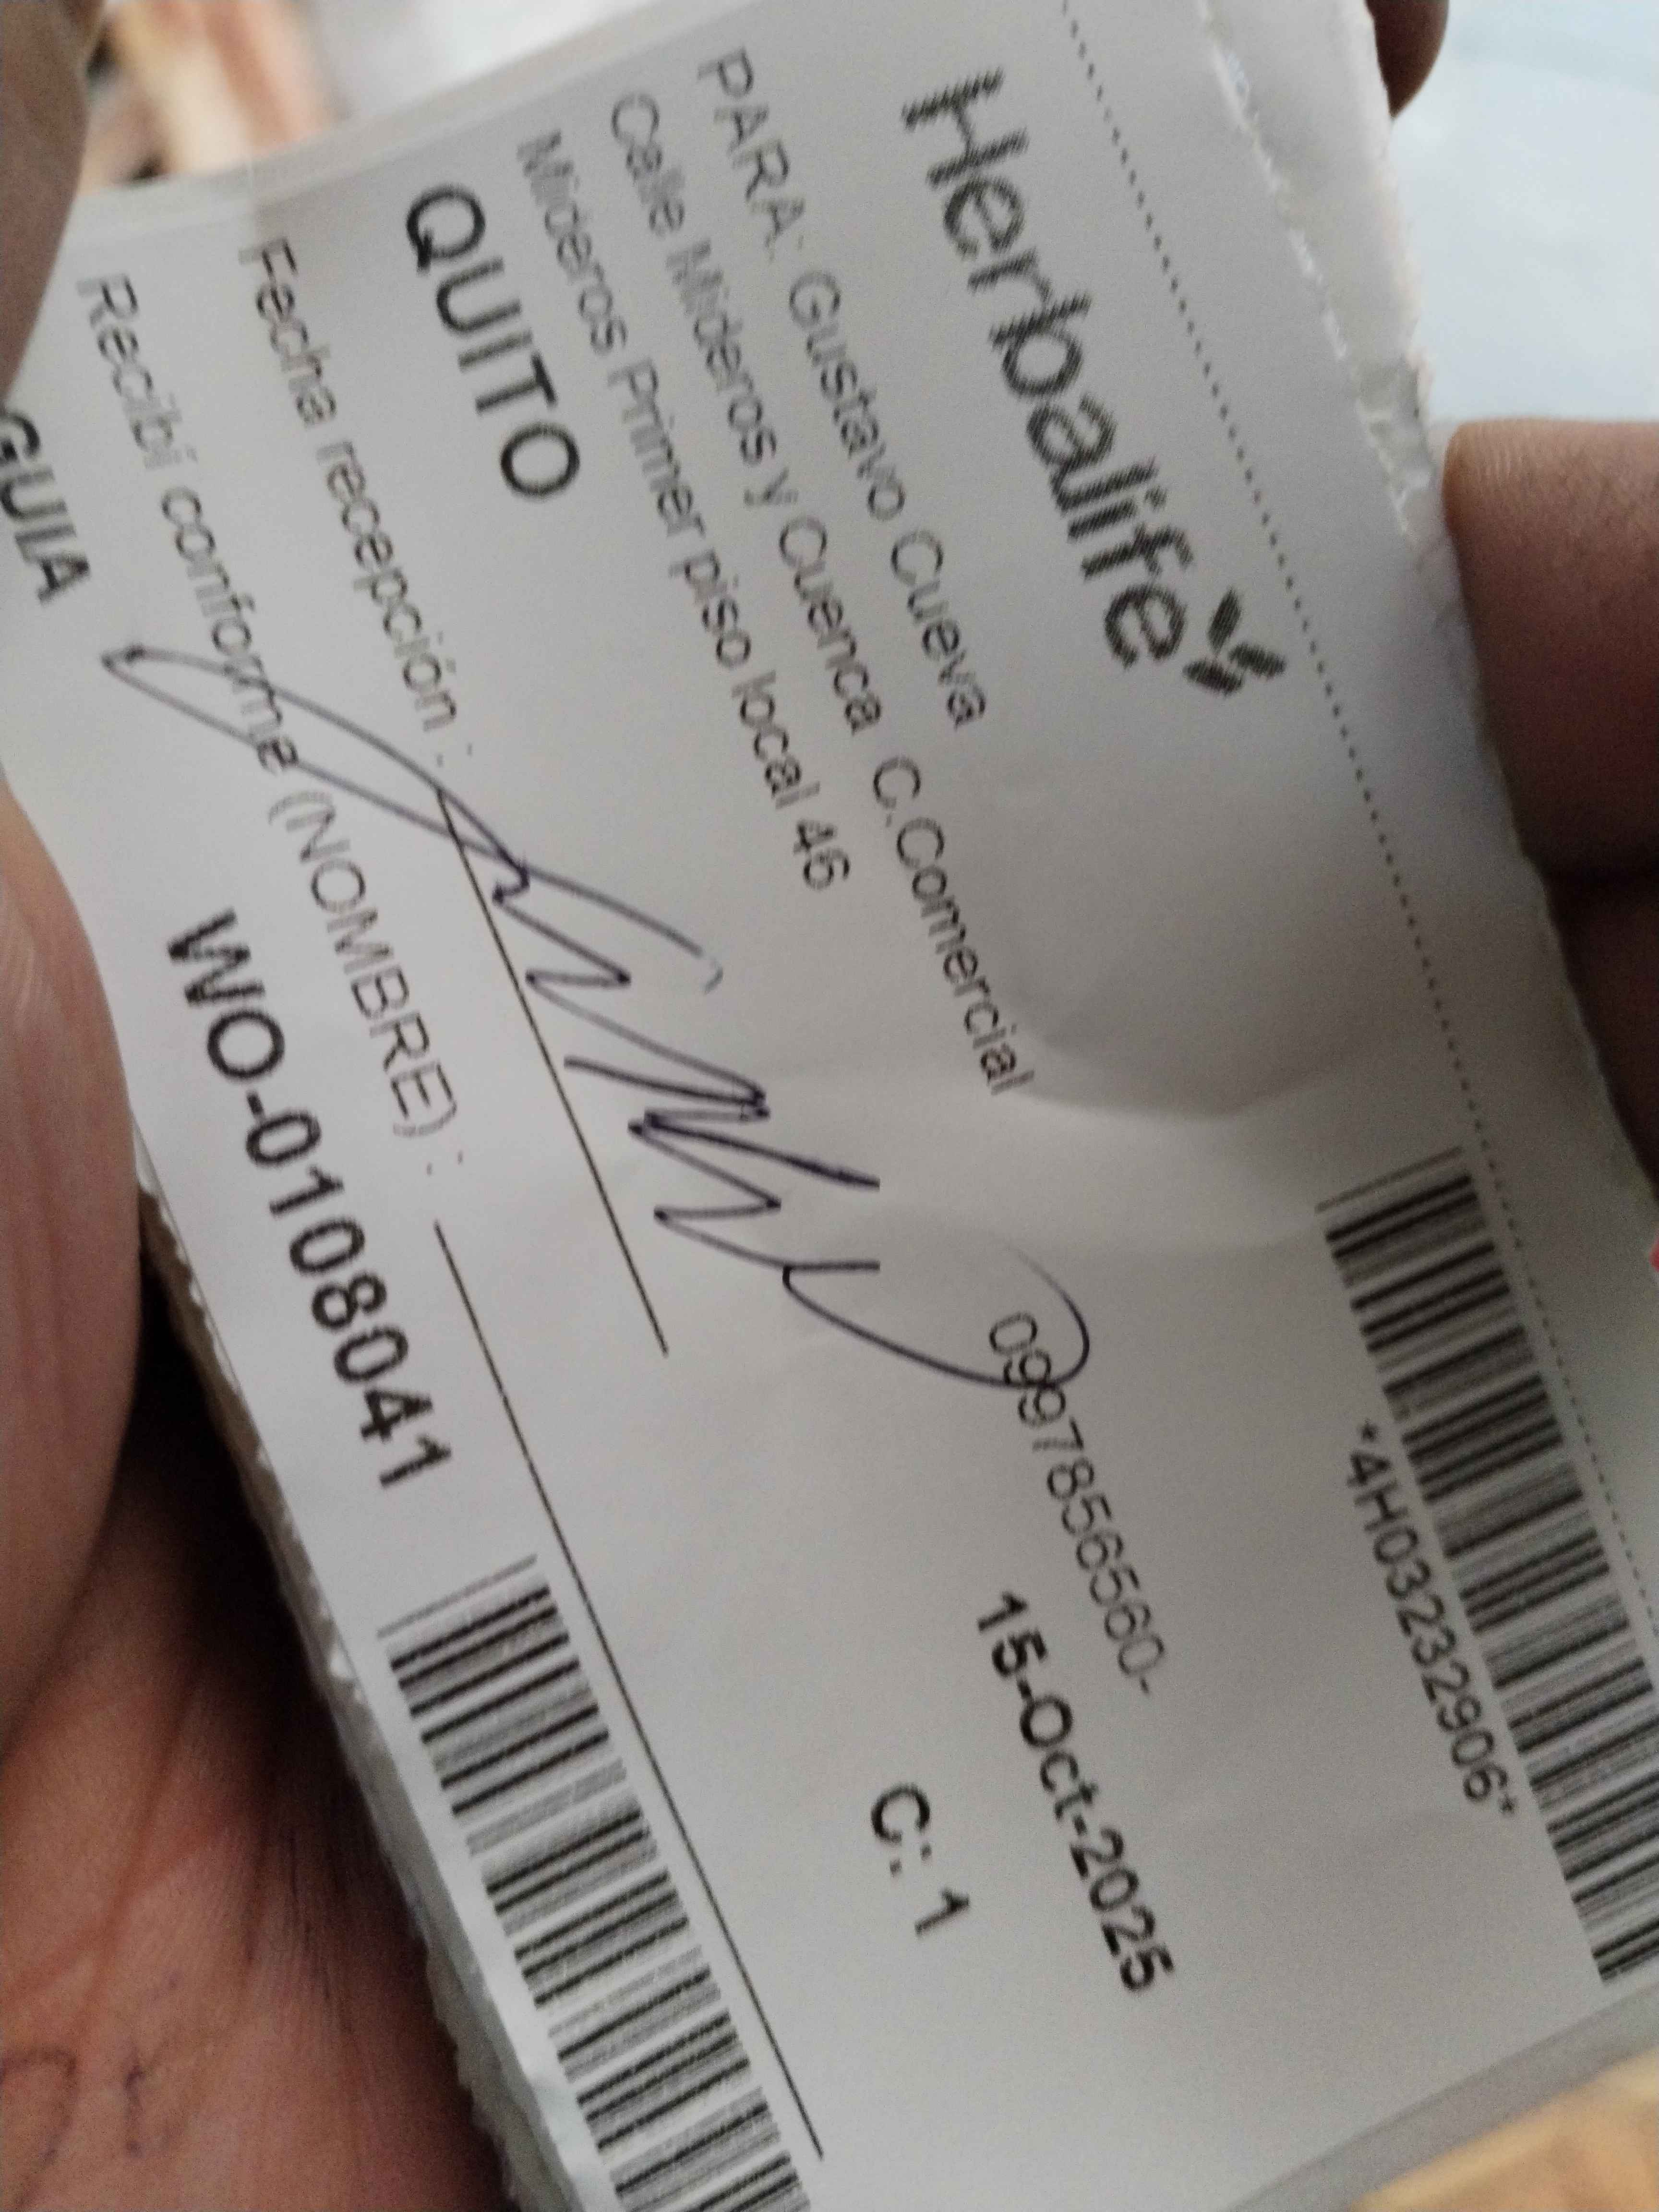 Herbalife
*4H03232906*
PARA: Gustavo Cueva
0997856560-
Calle Mideros y Cuenca C.Comercial
Mideros Primer piso local 46
15-Oct-2025
QUITO
C: 1
Fecha recepción :
Recibí conforme (NOMBRE) :
GUIA WO-0108041